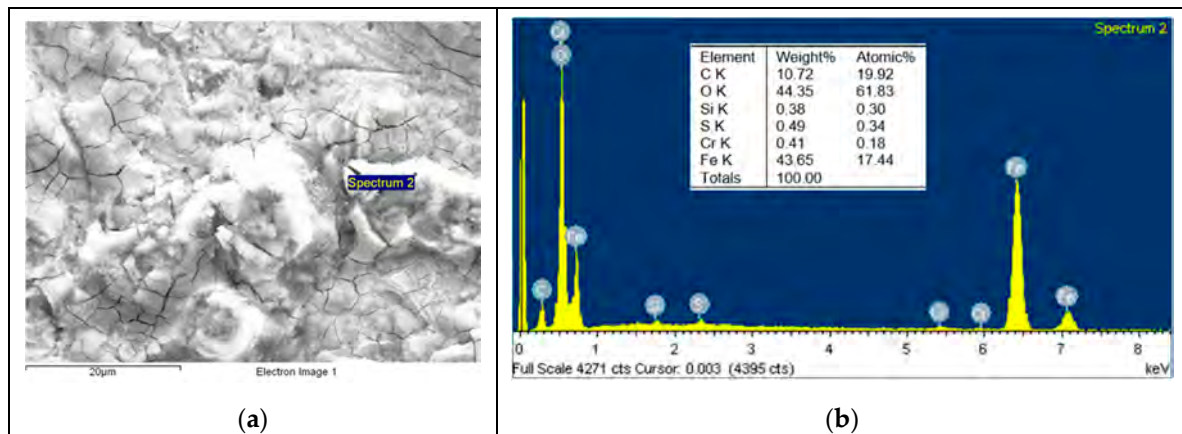 Spectrum 2
20μm
Electron Image 1
(a)
Spectrum 2
Element Weight% Atomic%
C K 10.72 19.92
O K 44.35 61.83
Si K 0.38 0.30
S K 0.49 0.34
Cr K 0.41 0.18
Fe K 43.65 17.44
Totals 100.00
0 1 2 3 4 5 6 7 8
Full Scale 4271 cts Cursor: 0.003 (4395 cts) keV
(b)